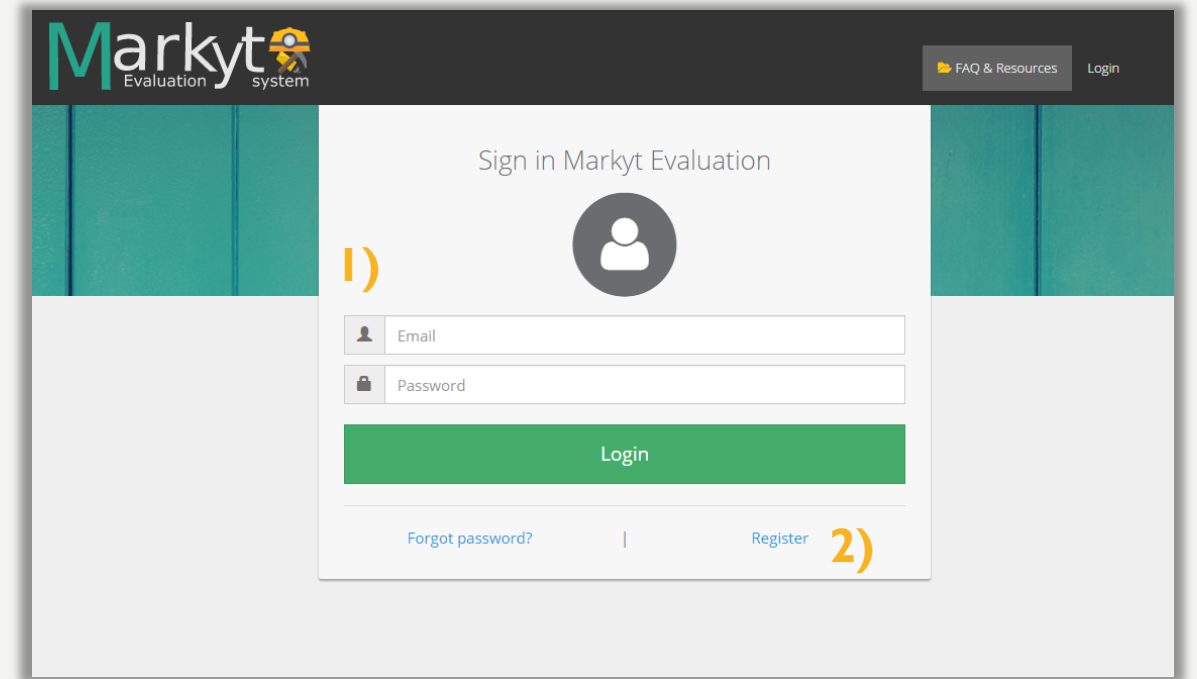 Markyt
Evaluation system
FAQ & Resources Login
Sign in Markyt Evaluation
1)
Email
Password
Login
Forgot password? | Register 2)